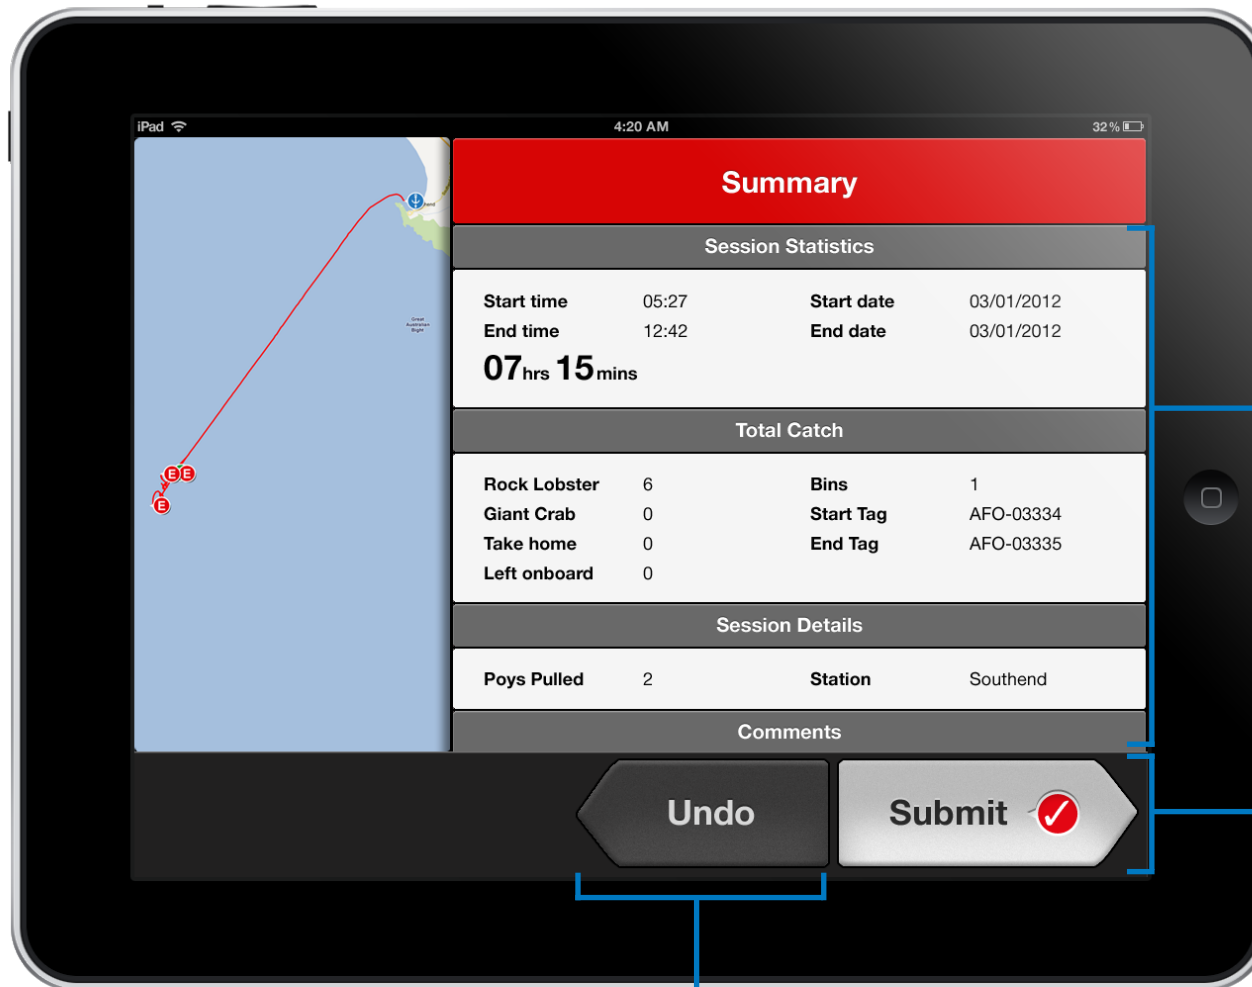 iPad 4:20 AM 32%
Summary
Session Statistics
Start time 05:27 Start date 03/01/2012
End time 12:42 End date 03/01/2012
07hrs 15mins
Total Catch
Rock Lobster 6 Bins 1
Giant Crab 0 Start Tag AFO-03334
Take home 0 End Tag AFO-03335
Left onboard 0
Session Details
Poys Pulled 2 Station Southend
Comments
Undo Submit
Great
Australian
Bight
E E
E